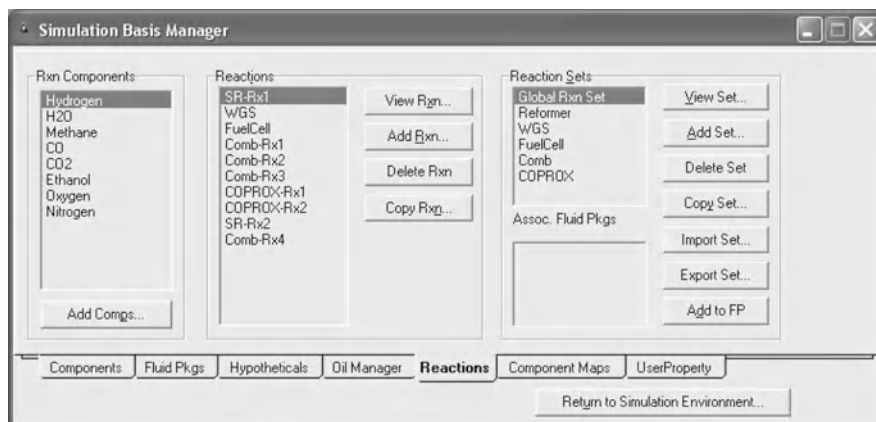 Simulation Basis Manager
Rxn Components
Hydrogen
H2O
Methane
CO
CO2
Ethanol
Oxygen
Nitrogen
Add Comps...
Reactions
SR-Rx1
WGS
FuelCell
Comb-Rx1
Comb-Rx2
Comb-Rx3
COPROX-Rx1
COPROX-Rx2
SR-Rx2
Comb-Rx4
View Rxn...
Add Rxn...
Delete Rxn
Copy Rxn...
Reaction Sets
Global Rxn Set
Reformer
WGS
FuelCell
Comb
COPROX
Assoc. Fluid Pkgs
View Set...
Add Set...
Delete Set
Copy Set...
Import Set...
Export Set...
Add to FP
Components Fluid Pkgs Hypotheticals Oil Manager Reactions Component Maps UserProperty
Return to Simulation Environment...